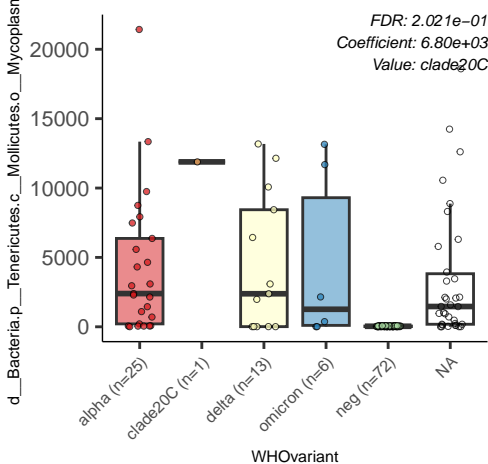 FDR: 2.021e−01
Coefficient: 6.80e+03
Value: clade20C
d__Bacteria.p__Tenericutes.c__Mollicutes.o__Mycoplasm
20000
15000
10000
5000
0
alpha (n=25)
clade20C (n=1)
delta (n=13)
omicron (n=6)
neg (n=72)
NA
WHOvariant